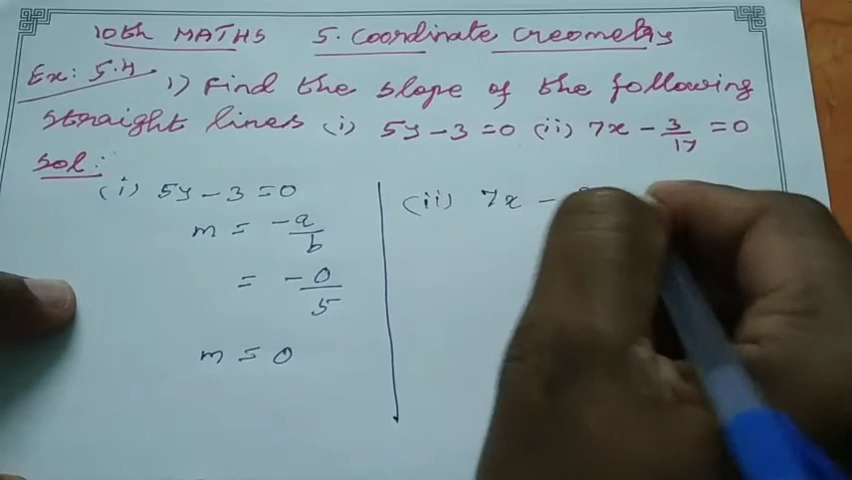 10th MATHS 5. Coordinate Creometry
Ex: 5.4 1) Find the slope of the following
straight lines (i) 5y - 3 = 0 (ii) 7x - 3/17 = 0
Sol:
(i) 5y - 3 = 0
m = -a/b
= -0/5
m = 0
(ii) 7x -